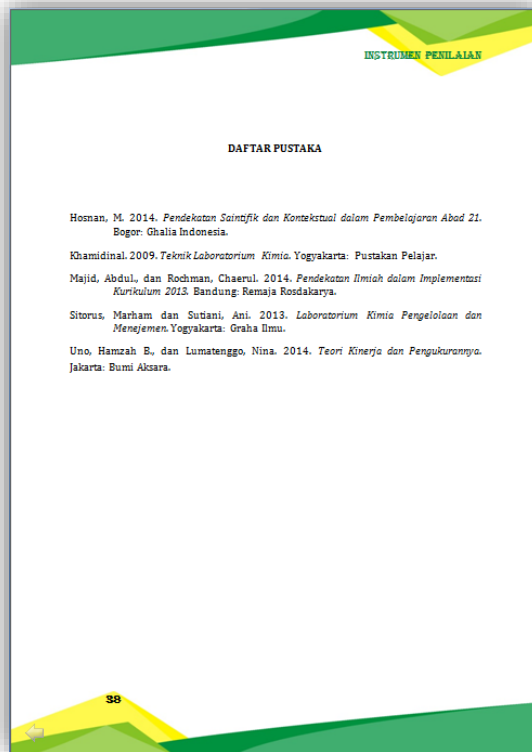 INSTRUMEN PENILAIAN
DAFTAR PUSTAKA
Hosnan, M. 2014. Pendekatan Saintifik dan Kontekstual dalam Pembelajaran Abad 21.
Bogor: Ghalia Indonesia.
Khamidinal. 2009. Teknik Laboratorium Kimia. Yogyakarta: Pustakan Pelajar.
Majid, Abdul., dan Rochman, Chaerul. 2014. Pendekatan Ilmiah dalam Implementasi
Kurikulum 2013. Bandung: Remaja Rosdakarya.
Sitorus, Marham dan Sutiani, Ani. 2013. Laboratorium Kimia Pengelolaan dan
Menejemen. Yogyakarta: Graha Ilmu.
Uno, Hamzah B., dan Lumatenggo, Nina. 2014. Teori Kinerja dan Pengukurannya.
Jakarta: Bumi Aksara.
38